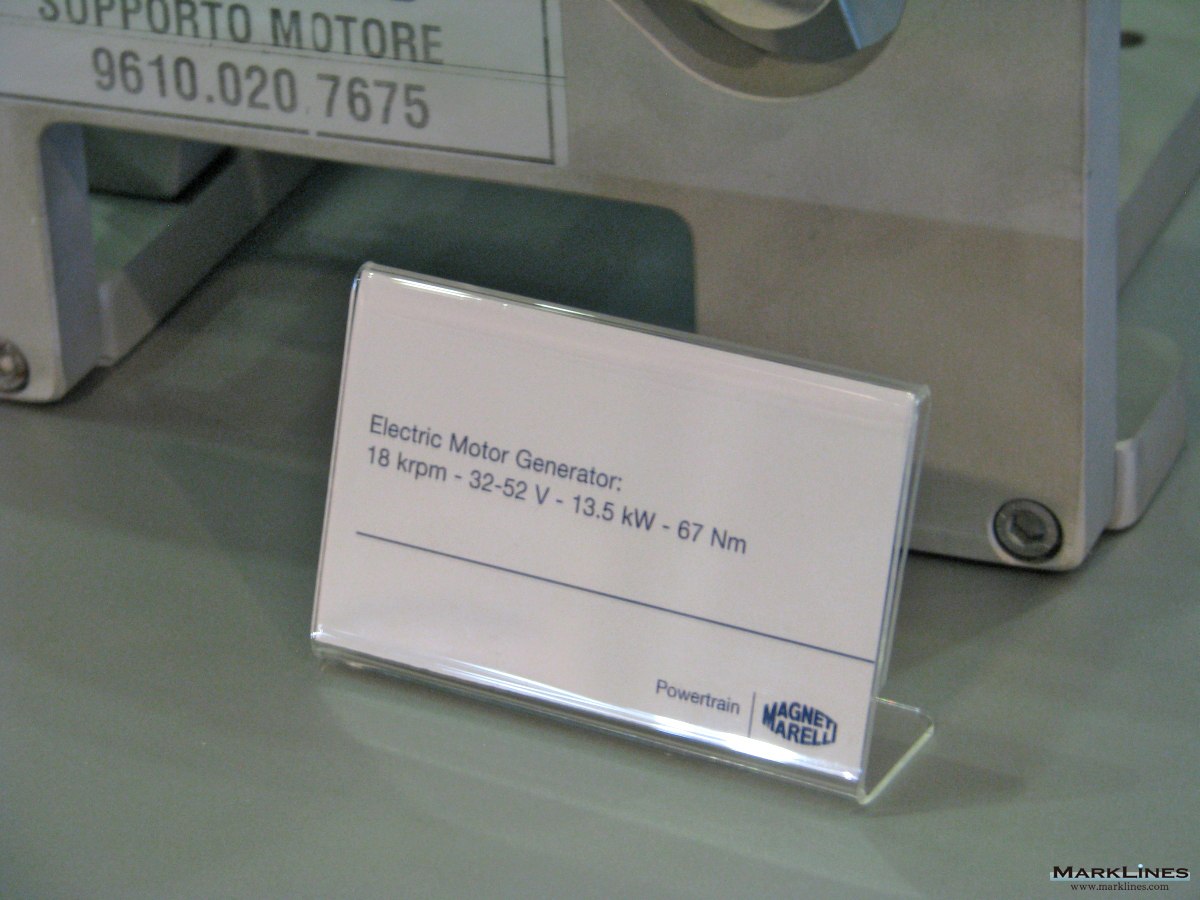 SUPPORTO MOTORE
9610.020.7675
Electric Motor Generator:
18 krpm - 32-52 V - 13.5 kW - 67 Nm
Powertrain
MAGNETI
MARELLI
MARKLINES
www.marklines.com